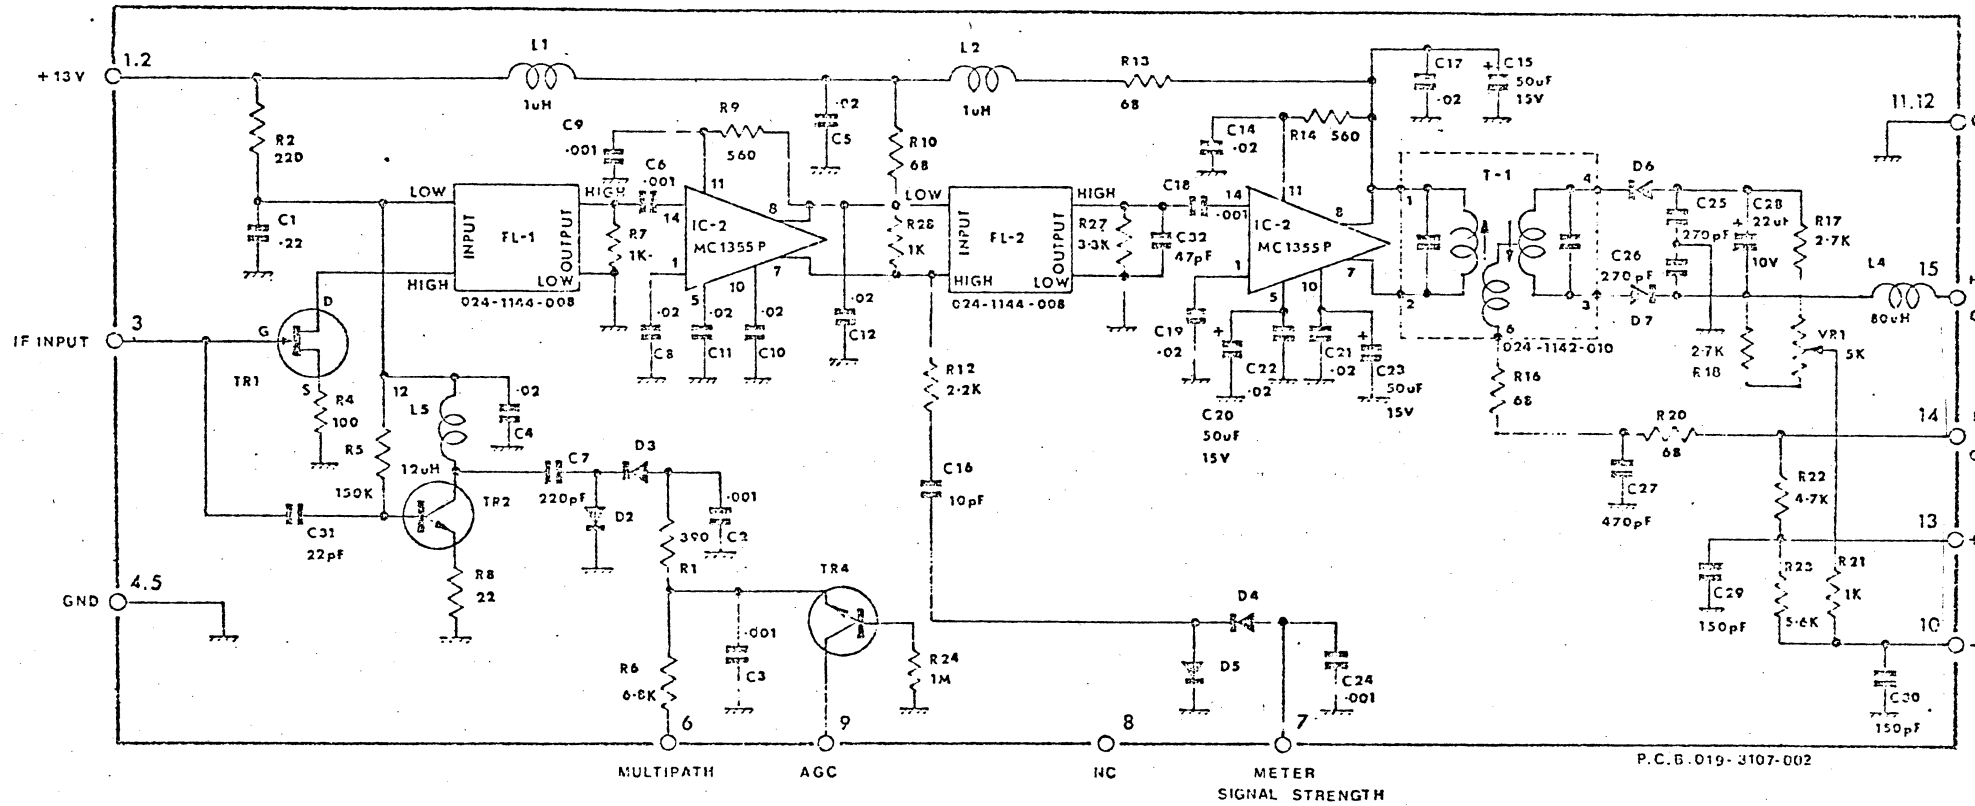 +13V
1.2
L1
1uH
L2
1uH
R13
68
C17
.02
+ C15
50uF
15V
11.12
R2
220
C9
.001
R9
560
.02
C5
R10
68
C14
.02
R14 560
C6
.001
11
14
IC-2
MC1355P
8
7
1
5
10
LOW
HIGH
INPUT
FL-1
OUTPUT
HIGH
LOW
024-1144-008
R7
1K
C1
.22
.02
C8
.02
C11
.02
C10
.02
C12
R28
1K
LOW
HIGH
INPUT
FL-2
OUTPUT
HIGH
LOW
024-1144-008
R27
3.3K
C18
.001
C32
47pF
14
11
IC-2
MC1355P
8
7
1
5
10
C19
.02
+
C20
50uF
15V
C22
.02
C21
.02
+
C23
50uF
15V
T-1
1
2
4
3
6
024-1142-010
D6
D7
C25
270pF
C26
270pF
C28
22uF
+
10V
R17
2.7K
2.7K
R18
VR1
5K
L4
80uH
15
IF INPUT
3
G
D
S
TR1
R4
100
12
L5
12uH
.02
C4
R5
150K
C31
22pF
TR2
R8
22
C7
220pF
D3
D2
.001
C2
390
R1
TR4
.001
C3
R6
6.8K
R24
1M
R12
2.2K
C16
10pF
D4
D5
C24
.001
R16
68
R20
68
C27
470pF
R22
4.7K
14
13
+
C29
150pF
R23
5.6K
R21
1K
10
C30
150pF
GND
4.5
6
9
8
7
MULTIPATH
AGC
NC
METER
SIGNAL STRENGTH
P.C.B.019-3107-002